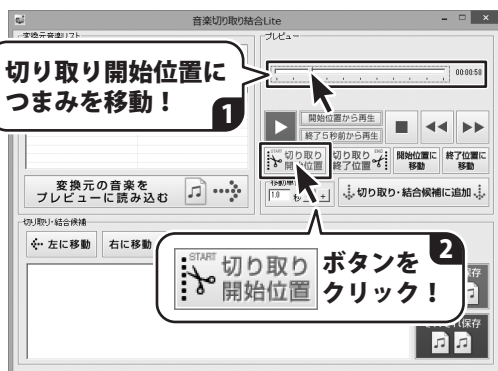 音楽切り取り結合Lite
変換元音楽リスト
プレビュー
切り取り開始位置に
つまみを移動！
1
00:00:58
開始位置から再生
終了5秒前から再生
START
切り取り
開始位置
切り取り
終了位置
END
開始位置に
移動
終了位置に
移動
変換元の音楽を
プレビューに読み込む
1.0
切り取り・結合候補に追加
切り取り・結合候補
左に移動
右に移動
START
切り取り
開始位置
ボタンを
クリック！
2
保存
保存